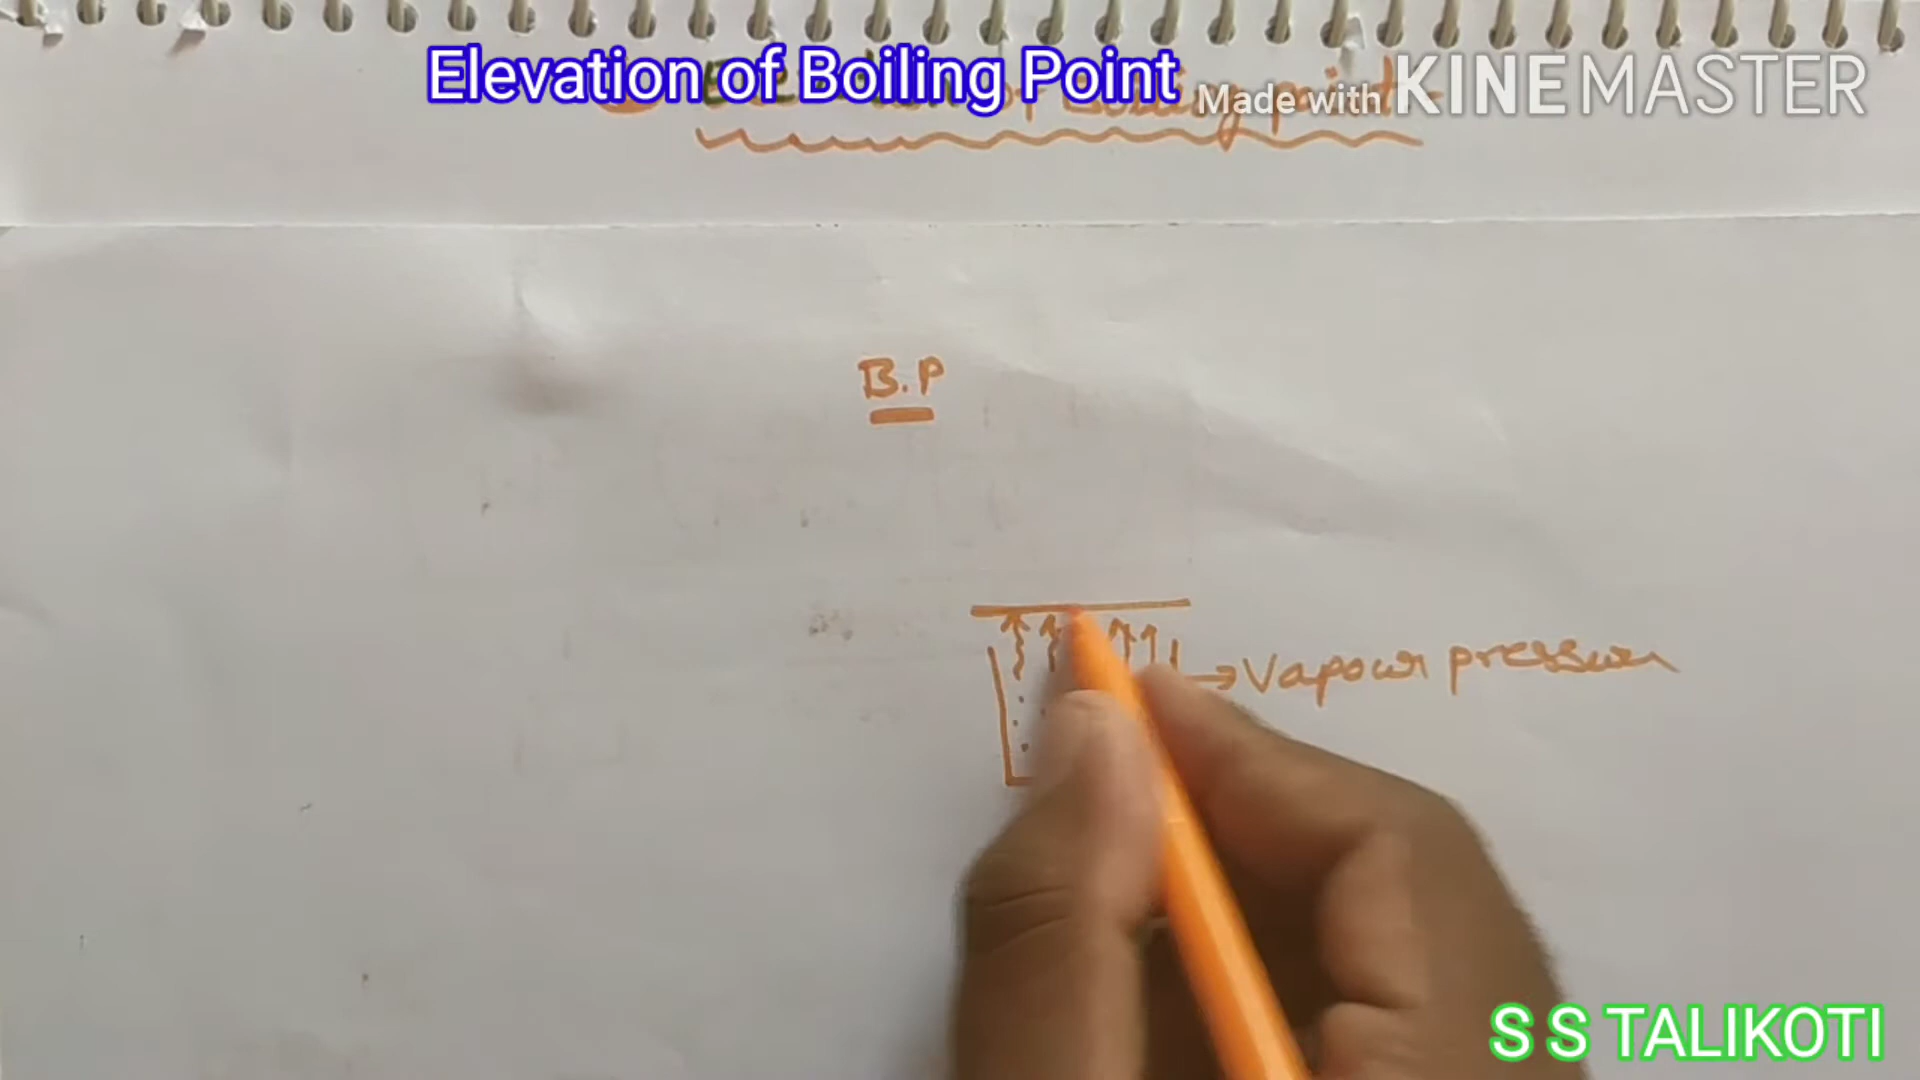 Elevation of Boiling Point
Made with KINEMASTER
B.P
Vapour pressure
S S TALIKOTI